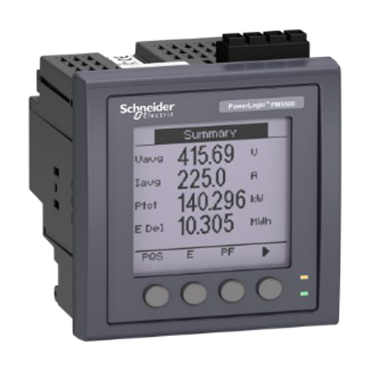 Schneider
Electric
PowerLogic™ PM5500
Summary
Vavg 415.69 V
Iavg 225.0 A
Ptot 140.296 kW
E Del 10.305 MWh
PQS E PF